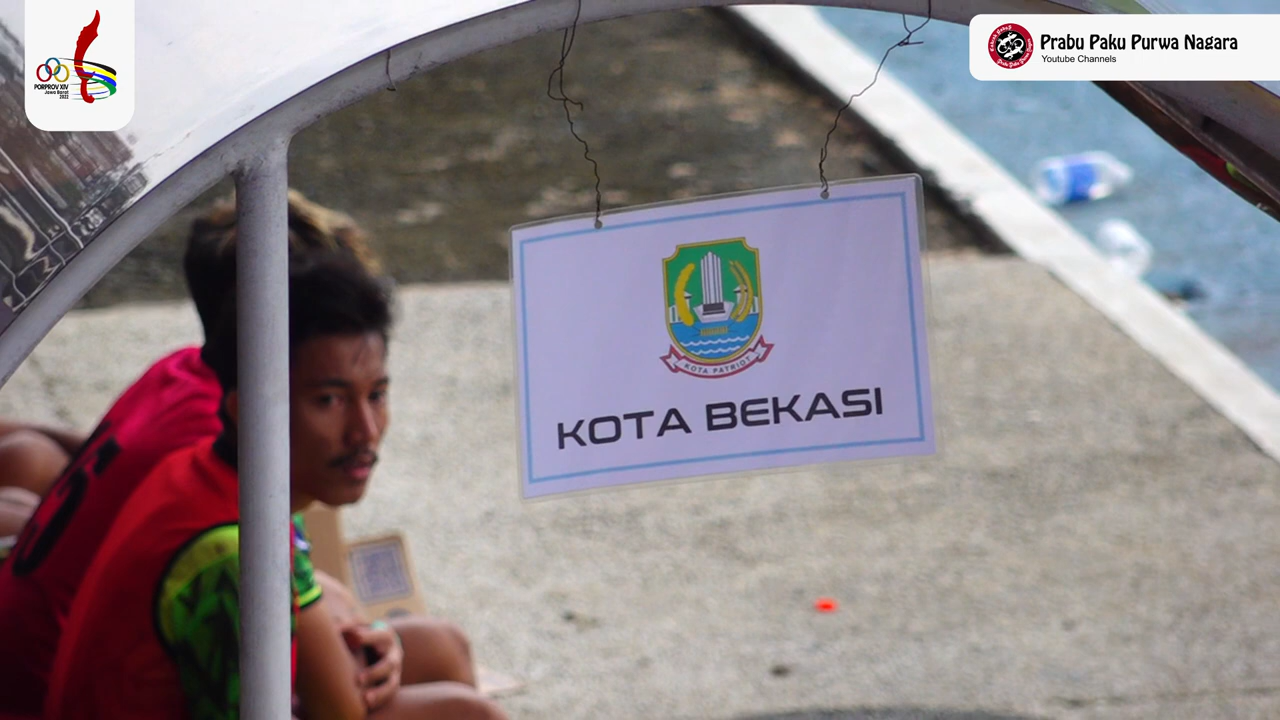 PORPROV XIV
Jawa Barat
2022
Prabu Paku Purwa Nagara
Youtube Channels
KOTA PATRIOT
KOTA BEKASI